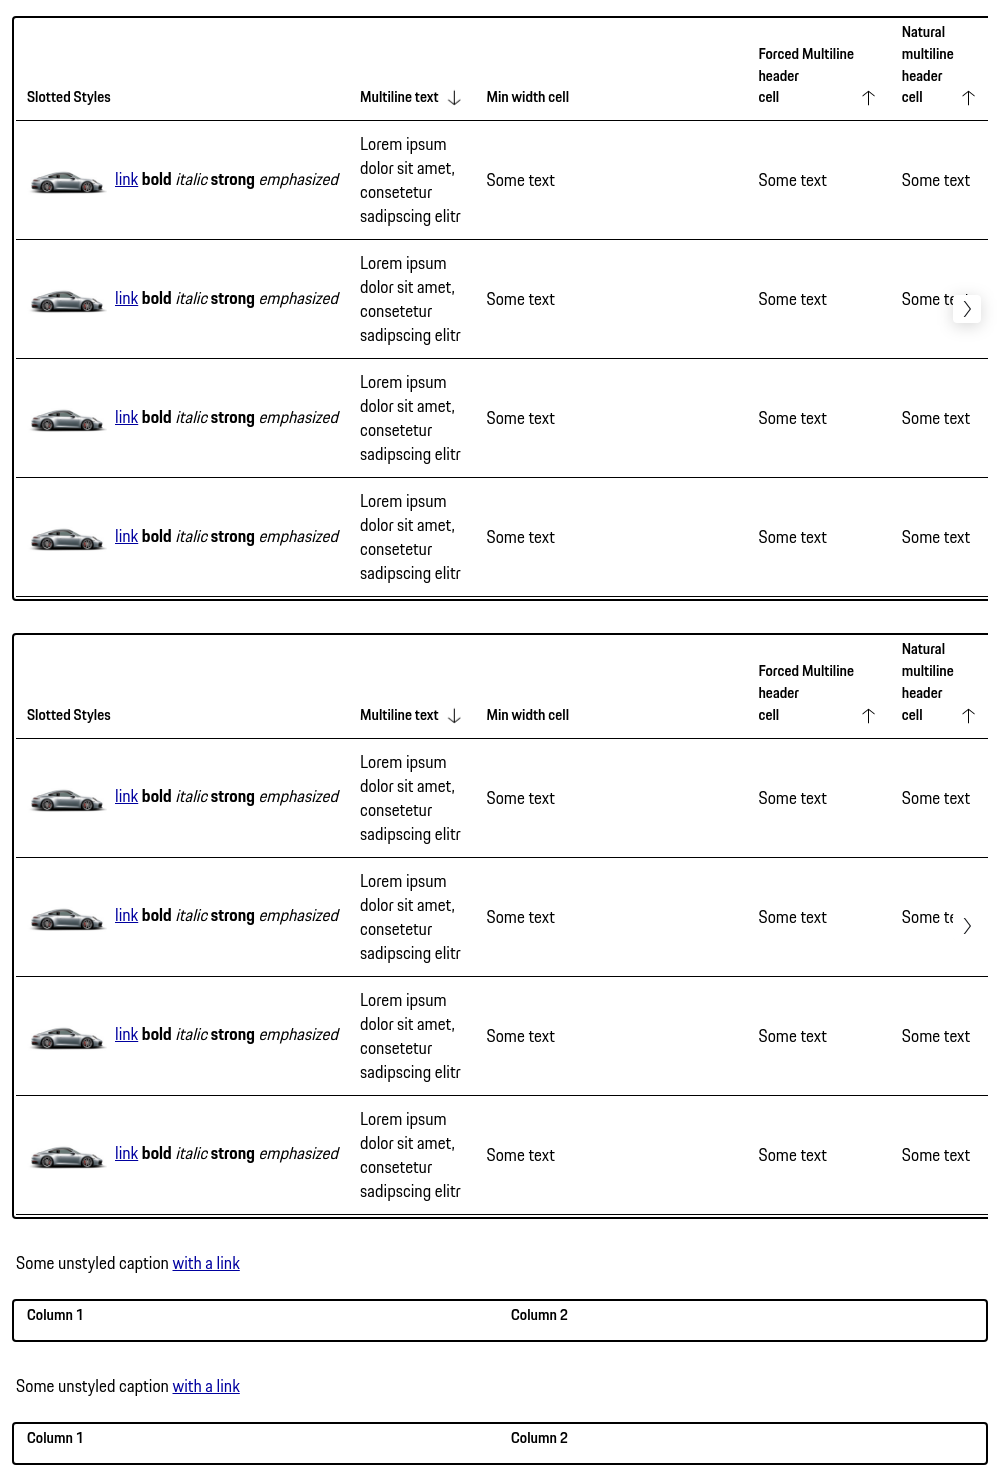 Slotted Styles Multiline text Min width cell Forced Multiline header cell Natural multiline header cell
link bold italic strong emphasized Lorem ipsum dolor sit amet, consetetur sadipscing elitr Some text Some text Some text
link bold italic strong emphasized Lorem ipsum dolor sit amet, consetetur sadipscing elitr Some text Some text Some te
link bold italic strong emphasized Lorem ipsum dolor sit amet, consetetur sadipscing elitr Some text Some text Some text
link bold italic strong emphasized Lorem ipsum dolor sit amet, consetetur sadipscing elitr Some text Some text Some text
Slotted Styles Multiline text Min width cell Forced Multiline header cell Natural multiline header cell
link bold italic strong emphasized Lorem ipsum dolor sit amet, consetetur sadipscing elitr Some text Some text Some text
link bold italic strong emphasized Lorem ipsum dolor sit amet, consetetur sadipscing elitr Some text Some text Some te
link bold italic strong emphasized Lorem ipsum dolor sit amet, consetetur sadipscing elitr Some text Some text Some text
link bold italic strong emphasized Lorem ipsum dolor sit amet, consetetur sadipscing elitr Some text Some text Some text
Some unstyled caption with a link
Column 1 Column 2
Some unstyled caption with a link
Column 1 Column 2